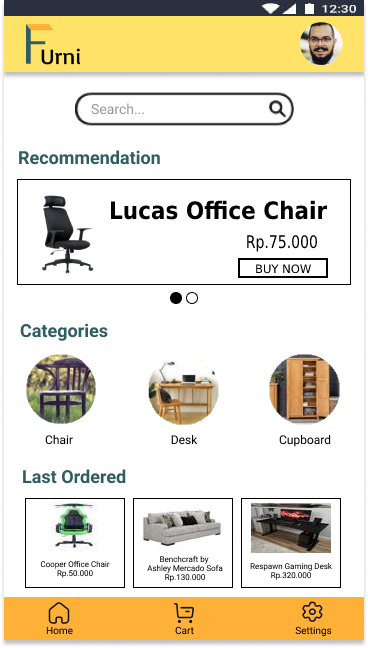 12:30
Furni
Search...
Recommendation
Lucas Office Chair
Rp.75.000
BUY NOW
Categories
Chair
Desk
Cupboard
Last Ordered
Cooper Office Chair
Rp.50.000
Benchcraft by
Ashley Mercado Sofa
Rp.130.000
Respawn Gaming Desk
Rp.320.000
Home
Cart
Settings